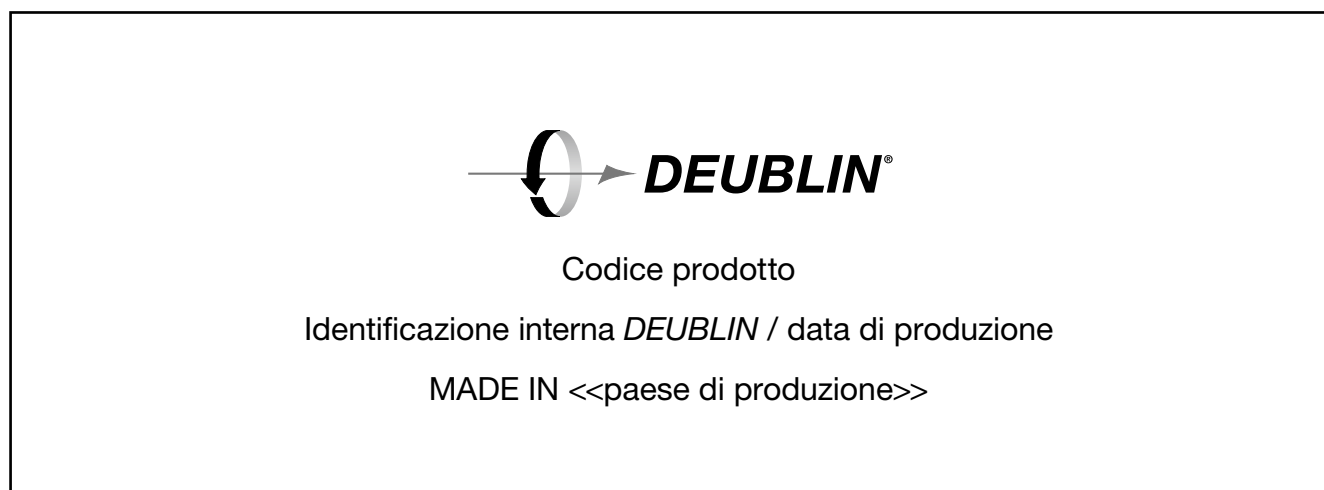 DEUBLIN®
Codice prodotto
Identificazione interna DEUBLIN / data di produzione
MADE IN <<paese di produzione>>